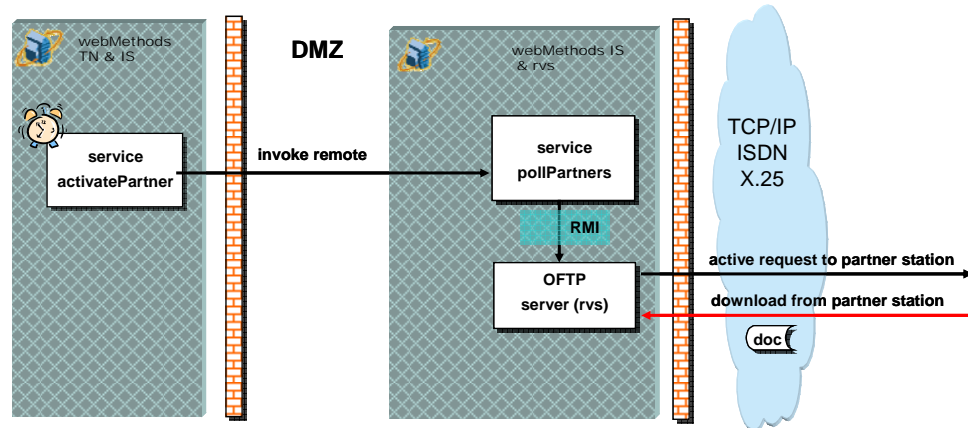 webMethods
TN & IS
DMZ
webMethods IS
& rvs
service
activatePartner
invoke remote
service
pollPartners
RMI
OFTP
server (rvs)
TCP/IP
ISDN
X.25
active request to partner station
download from partner station
doc